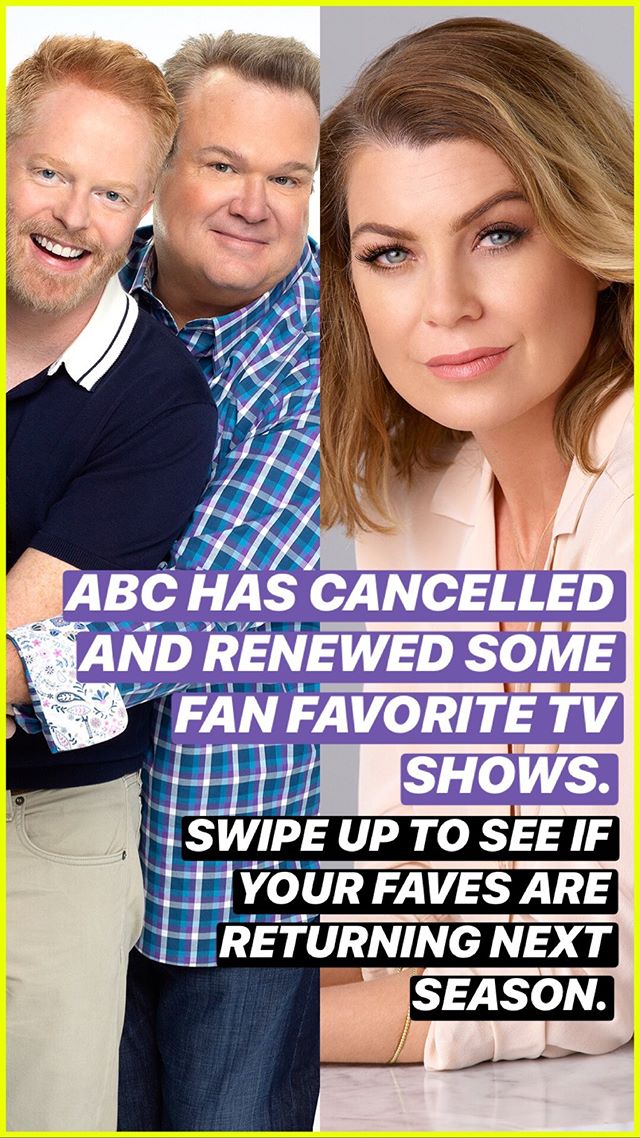 ABC HAS CANCELLED
AND RENEWED SOME
FAN FAVORITE TV
SHOWS.
SWIPE UP TO SEE IF
YOUR FAVES ARE
RETURNING NEXT
SEASON.